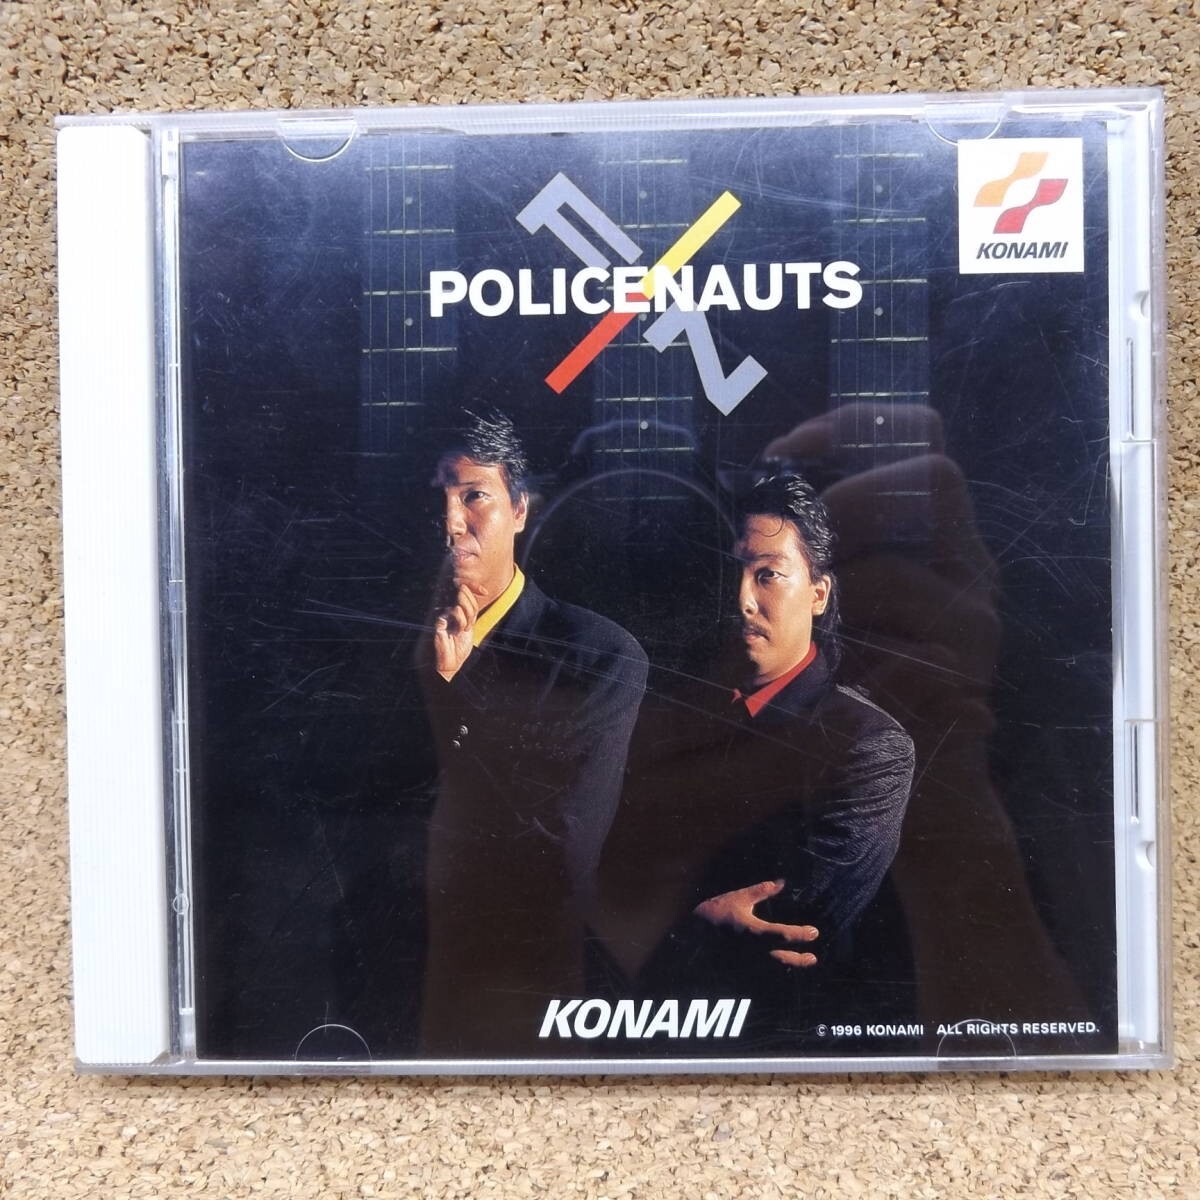 KONAMI
POLICENAUTS
KONAMI
© 1996 KONAMI ALL RIGHTS RESERVED.